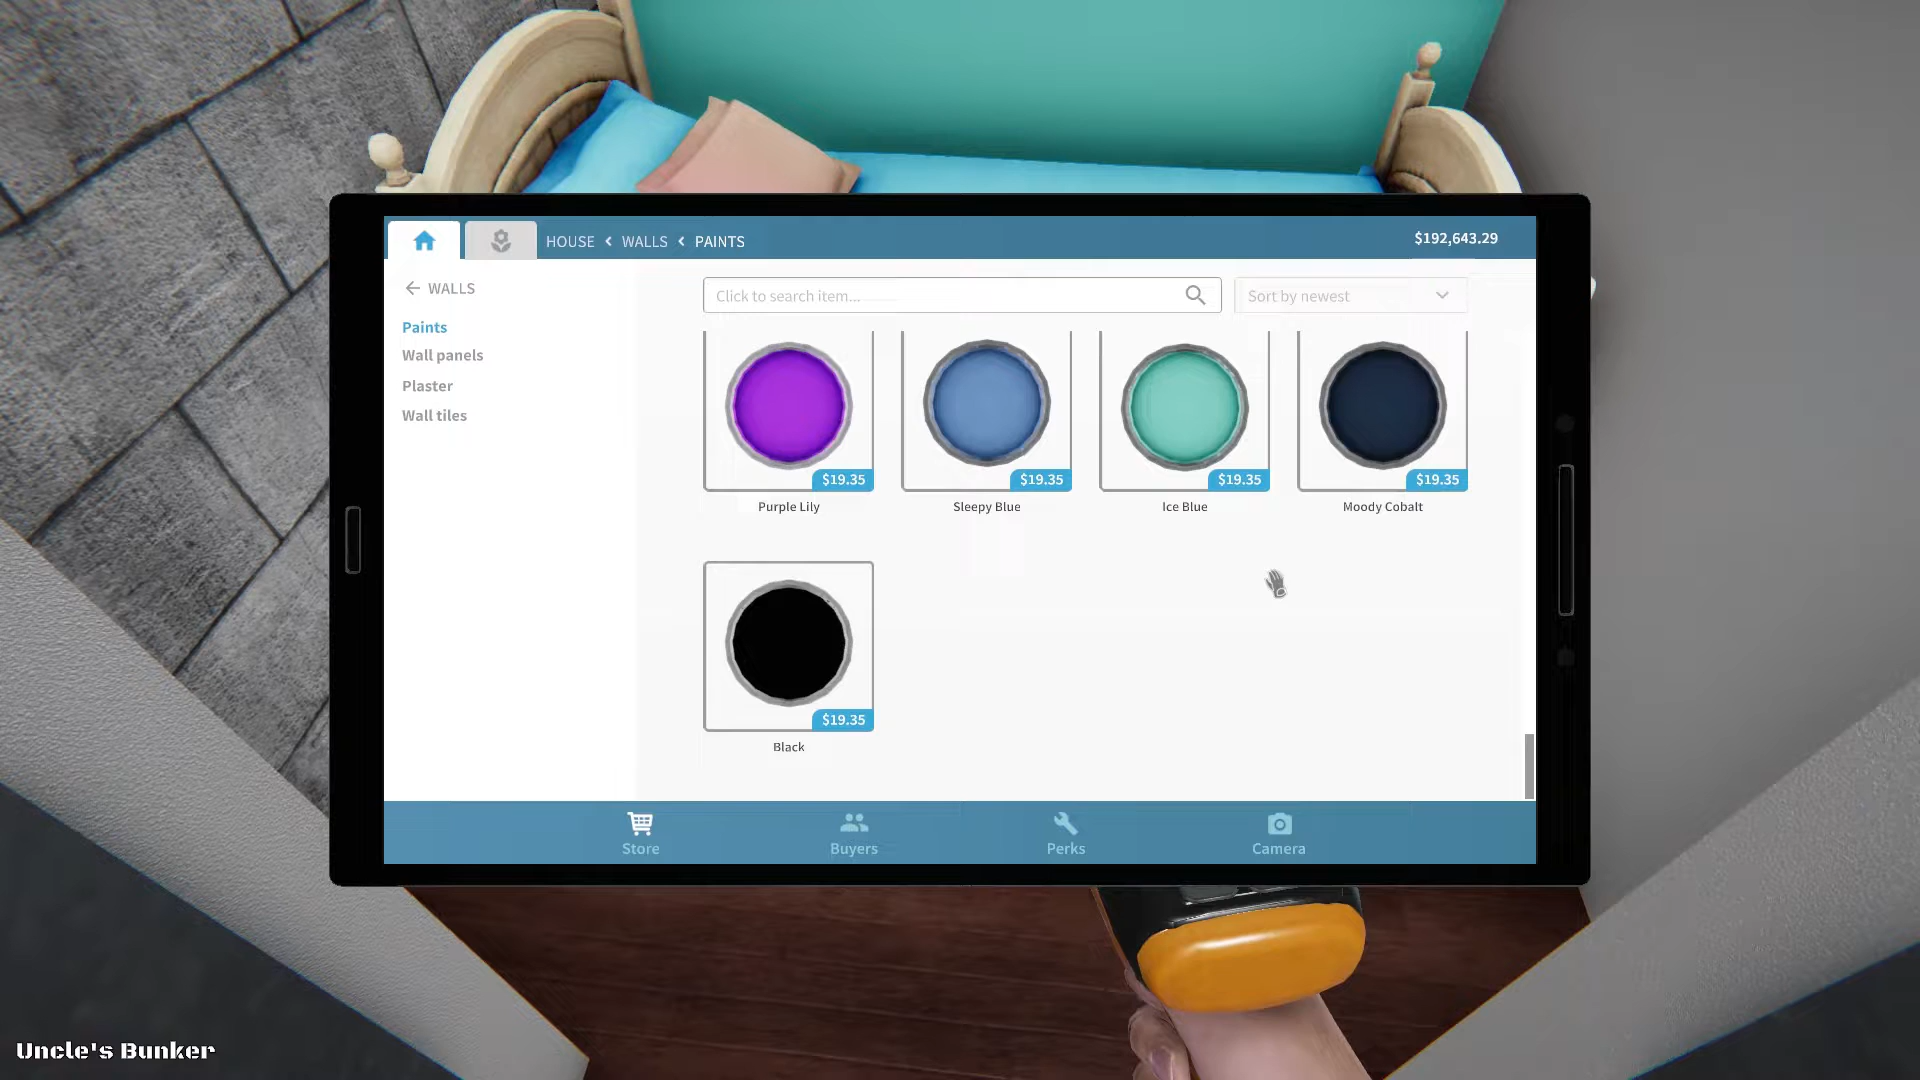 HOUSE < WALLS < PAINTS
$192,643.29
WALLS
Click to search item...
Sort by newest
Paints
Wall panels
Plaster
Wall tiles
$19.35
$19.35
$19.35
$19.35
Purple Lily
Sleepy Blue
Ice Blue
Moody Cobalt
$19.35
Black
Store
Buyers
Perks
Camera
Uncle's Bunker